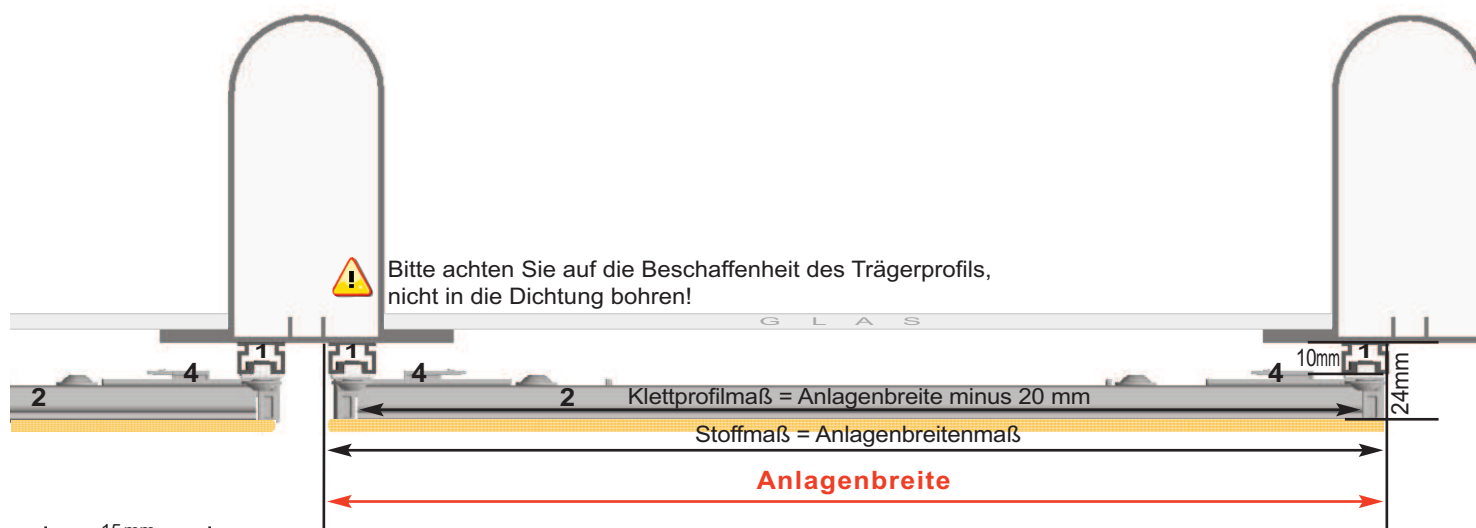 ! Bitte achten Sie auf die Beschaffenheit des Trägerprofils,
nicht in die Dichtung bohren!
GLAS
1 1 10mm 1
4 4 4 24mm
2 2 Klettprofilmaß = Anlagenbreite minus 20 mm
Stoffmaß = Anlagenbreitenmaß
Anlagenbreite
15mm